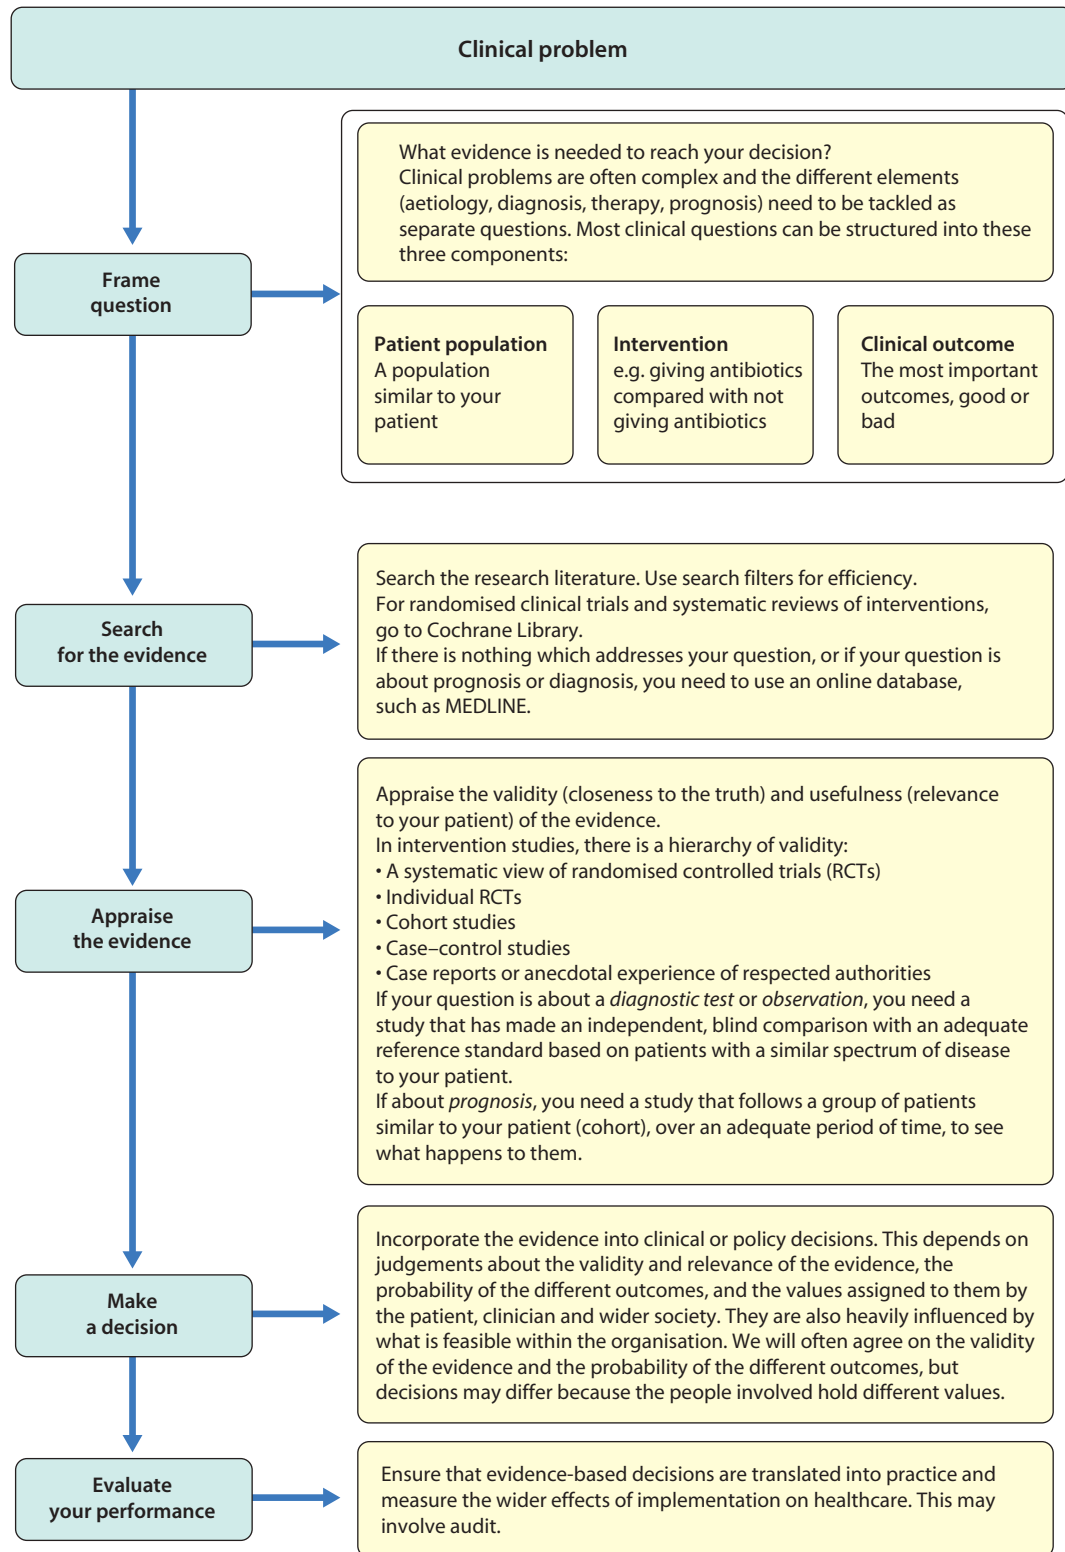 Clinical problem
Frame
question
What evidence is needed to reach your decision?
Clinical problems are often complex and the different elements
(aetiology, diagnosis, therapy, prognosis) need to be tackled as
separate questions. Most clinical questions can be structured into these
three components:
Patient population
A population
similar to your
patient
Intervention
e.g. giving antibiotics
compared with not
giving antibiotics
Clinical outcome
The most important
outcomes, good or
bad
Search
for the evidence
Search the research literature. Use search filters for efficiency.
For randomised clinical trials and systematic reviews of interventions,
go to Cochrane Library.
If there is nothing which addresses your question, or if your question is
about prognosis or diagnosis, you need to use an online database,
such as MEDLINE.
Appraise
the evidence
Appraise the validity (closeness to the truth) and usefulness (relevance
to your patient) of the evidence.
In intervention studies, there is a hierarchy of validity:
• A systematic view of randomised controlled trials (RCTs)
• Individual RCTs
• Cohort studies
• Case–control studies
• Case reports or anecdotal experience of respected authorities
If your question is about a diagnostic test or observation, you need a
study that has made an independent, blind comparison with an adequate
reference standard based on patients with a similar spectrum of disease
to your patient.
If about prognosis, you need a study that follows a group of patients
similar to your patient (cohort), over an adequate period of time, to see
what happens to them.
Make
a decision
Incorporate the evidence into clinical or policy decisions. This depends on
judgements about the validity and relevance of the evidence, the
probability of the different outcomes, and the values assigned to them by
the patient, clinician and wider society. They are also heavily influenced by
what is feasible within the organisation. We will often agree on the validity
of the evidence and the probability of the different outcomes, but
decisions may differ because the people involved hold different values.
Evaluate
your performance
Ensure that evidence-based decisions are translated into practice and
measure the wider effects of implementation on healthcare. This may
involve audit.